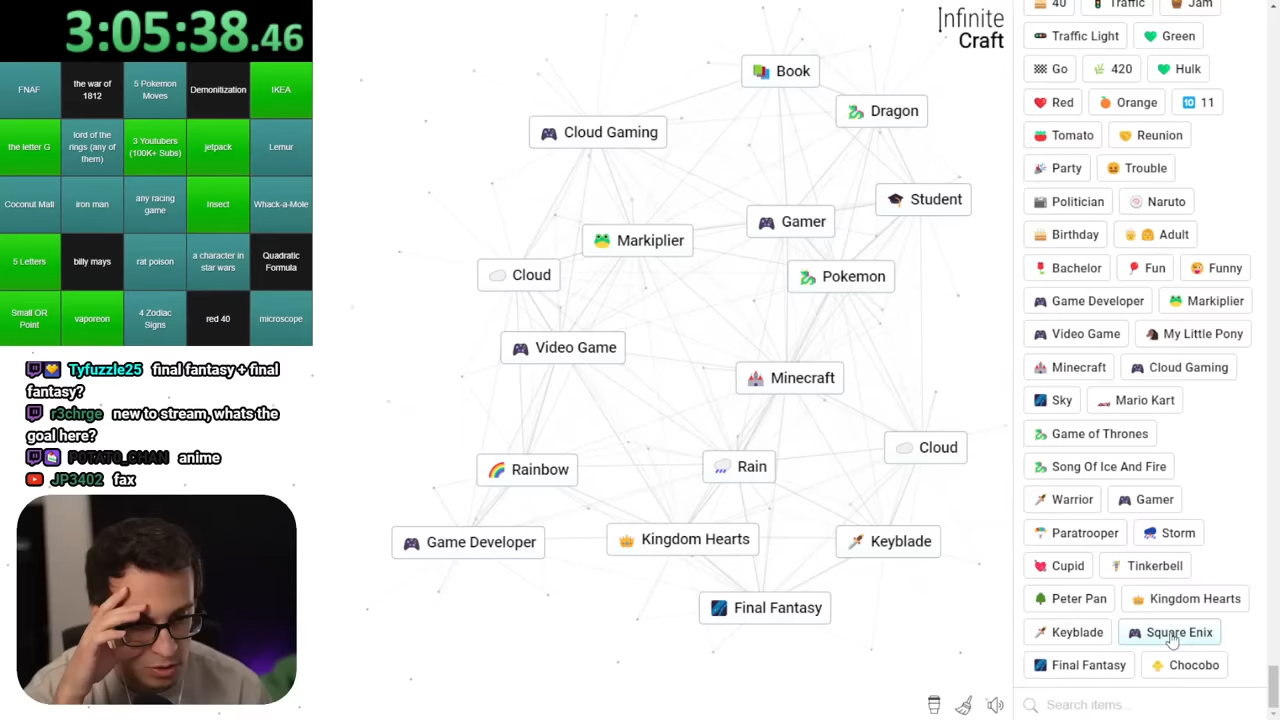 3:05:38.46
FNAF
the war of
1812
5 Pokemon
Moves
Demonitization
IKEA
the letter G
lord of the
rings (any of
them)
3 Youtubers
(100K+ Subs)
jetpack
Lemur
Coconut Mall
iron man
any racing
game
Insect
Whack-a-Mole
5 Letters
billy mays
rat poison
a character in
star wars
Quadratic
Formula
Small OR
Point
vaporeon
4 Zodiac
Signs
red 40
microscope
Tyfuzzle25 final fantasy + final
fantasy?
r3chrge new to stream, whats the
goal here?
P0TAT0_CHAN anime
JP3402 fax
Infinite
Craft
Book
Dragon
Cloud Gaming
Student
Gamer
Markiplier
Cloud
Pokemon
Video Game
Minecraft
Cloud
Rainbow
Rain
Game Developer
Kingdom Hearts
Keyblade
Final Fantasy
40 Traffic Jam
Traffic Light Green
Go 420 Hulk
Red Orange 11
Tomato Reunion
Party Trouble
Politician Naruto
Birthday Adult
Bachelor Fun Funny
Game Developer Markiplier
Video Game My Little Pony
Minecraft Cloud Gaming
Sky Mario Kart
Game of Thrones
Song Of Ice And Fire
Warrior Gamer
Paratrooper Storm
Cupid Tinkerbell
Peter Pan Kingdom Hearts
Keyblade Square Enix
Final Fantasy Chocobo
Search items...